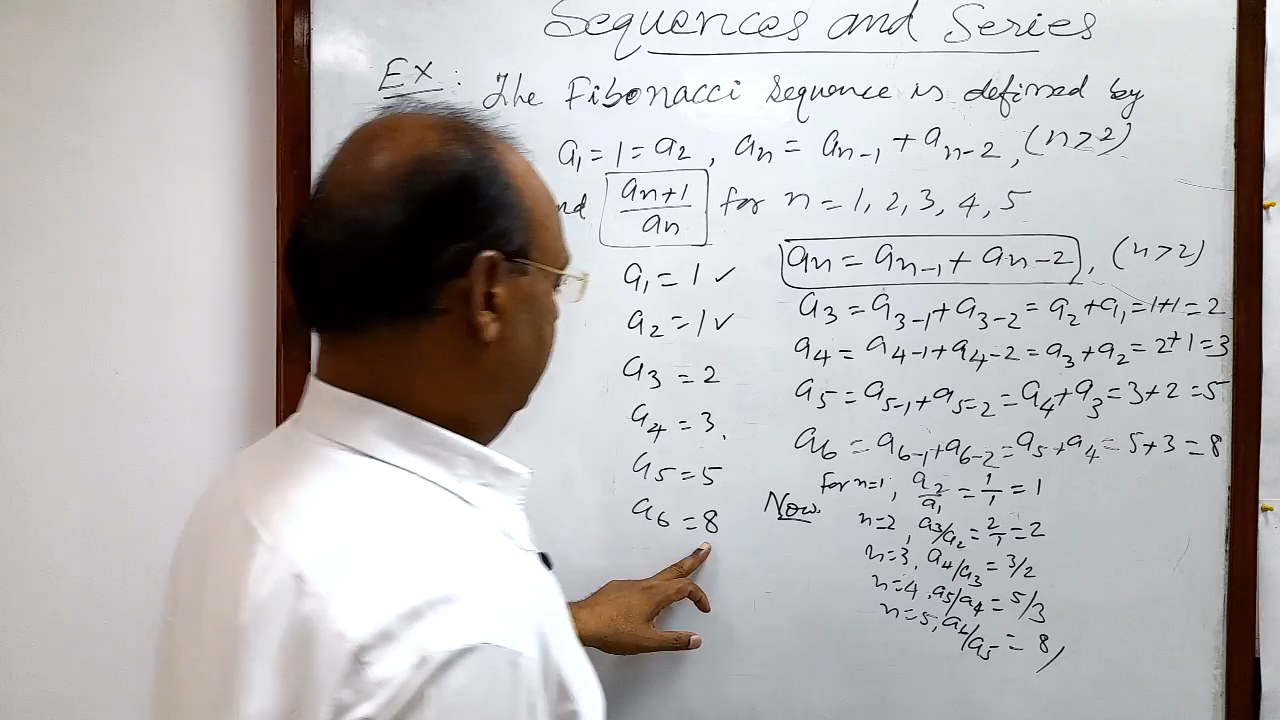 Sequences and Series
Ex : The Fibonacci Sequence is defined by
a₁ = 1 = a₂, aₙ = aₙ₋₁ + aₙ₋₂, (n>2)
nd aₙ₊₁/aₙ for n = 1, 2, 3, 4, 5
a₁ = 1 ✓
a₂ = 1 ✓
a₃ = 2
a₄ = 3.
a₅ = 5
a₆ = 8
aₙ = aₙ₋₁ + aₙ₋₂, (n>2)
a₃ = a₃₋₁ + a₃₋₂ = a₂ + a₁ = 1+1 = 2
a₄ = a₄₋₁ + a₄₋₂ = a₃ + a₂ = 2+1 = 3
a₅ = a₅₋₁ + a₅₋₂ = a₄ + a₃ = 3+2 = 5
a₆ = a₆₋₁ + a₆₋₂ = a₅ + a₄ = 5+3 = 8
Now. for n=1, a₂/a₁ = 1/1 = 1
n=2, a₃/a₂ = 2/1 = 2
n=3, a₄/a₃ = 3/2
n=4, a₅/a₄ = 5/3
n=5, a₆/a₅ = 8/